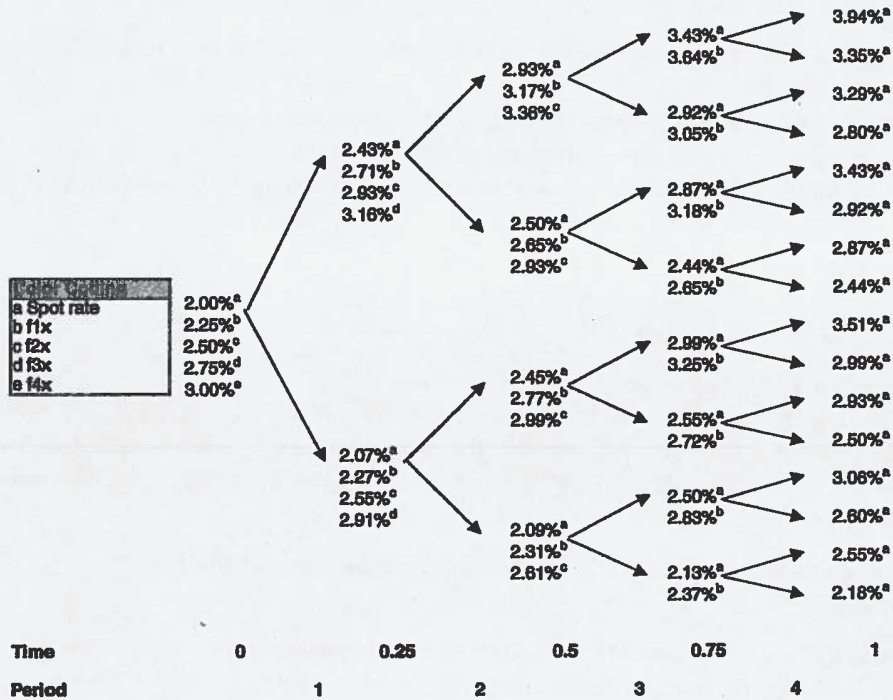 a Spot rate
b f1x
c f2x
d f3x
e f4x
2.00%a
2.25%b
2.50%c
2.75%d
3.00%e
2.43%a
2.71%b
2.93%c
3.16%d
2.07%a
2.27%b
2.55%c
2.91%d
2.93%a
3.17%b
3.36%c
2.50%a
2.65%b
2.93%c
2.45%a
2.77%b
2.99%c
2.09%a
2.31%b
2.61%c
3.43%a
3.64%b
2.92%a
3.05%b
2.87%a
3.18%b
2.44%a
2.65%b
2.99%a
3.25%b
2.55%a
2.72%b
2.50%a
2.83%b
2.13%a
2.37%b
3.94%a
3.35%a
3.29%a
2.80%a
3.43%a
2.92%a
2.87%a
2.44%a
3.51%a
2.99%a
2.93%a
2.50%a
3.06%a
2.60%a
2.55%a
2.18%a
Time 0 0.25 0.5 0.75 1
Period 1 2 3 4